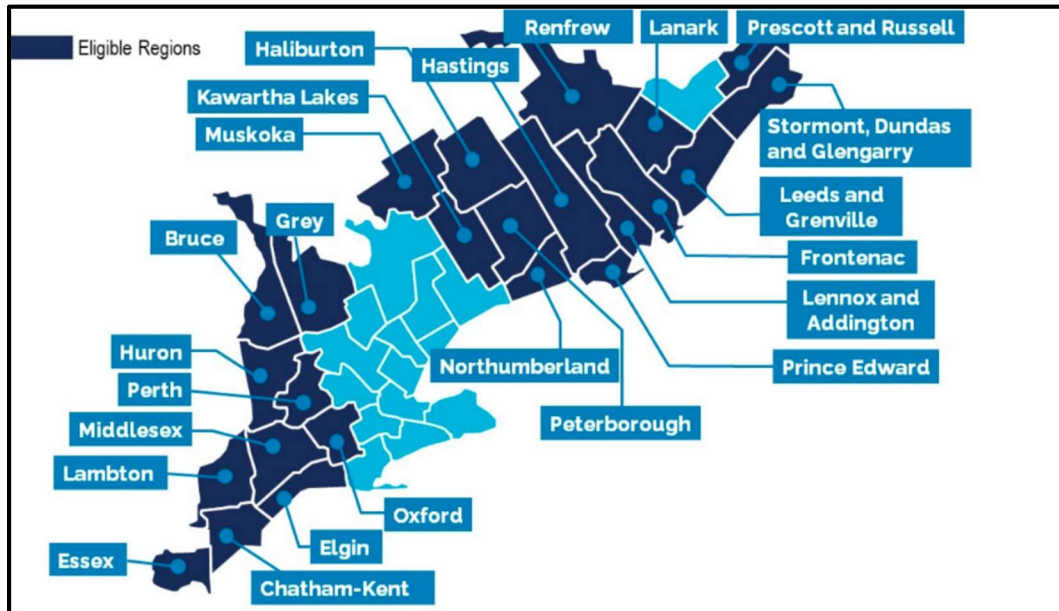 Eligible Regions
Renfrew
Lanark
Prescott and Russell
Haliburton
Hastings
Kawartha Lakes
Muskoka
Stormont, Dundas
and Glengarry
Leeds and
Grenville
Grey
Bruce
Frontenac
Lennox and
Addington
Huron
Northumberland
Prince Edward
Perth
Peterborough
Middlesex
Lambton
Oxford
Elgin
Essex
Chatham-Kent